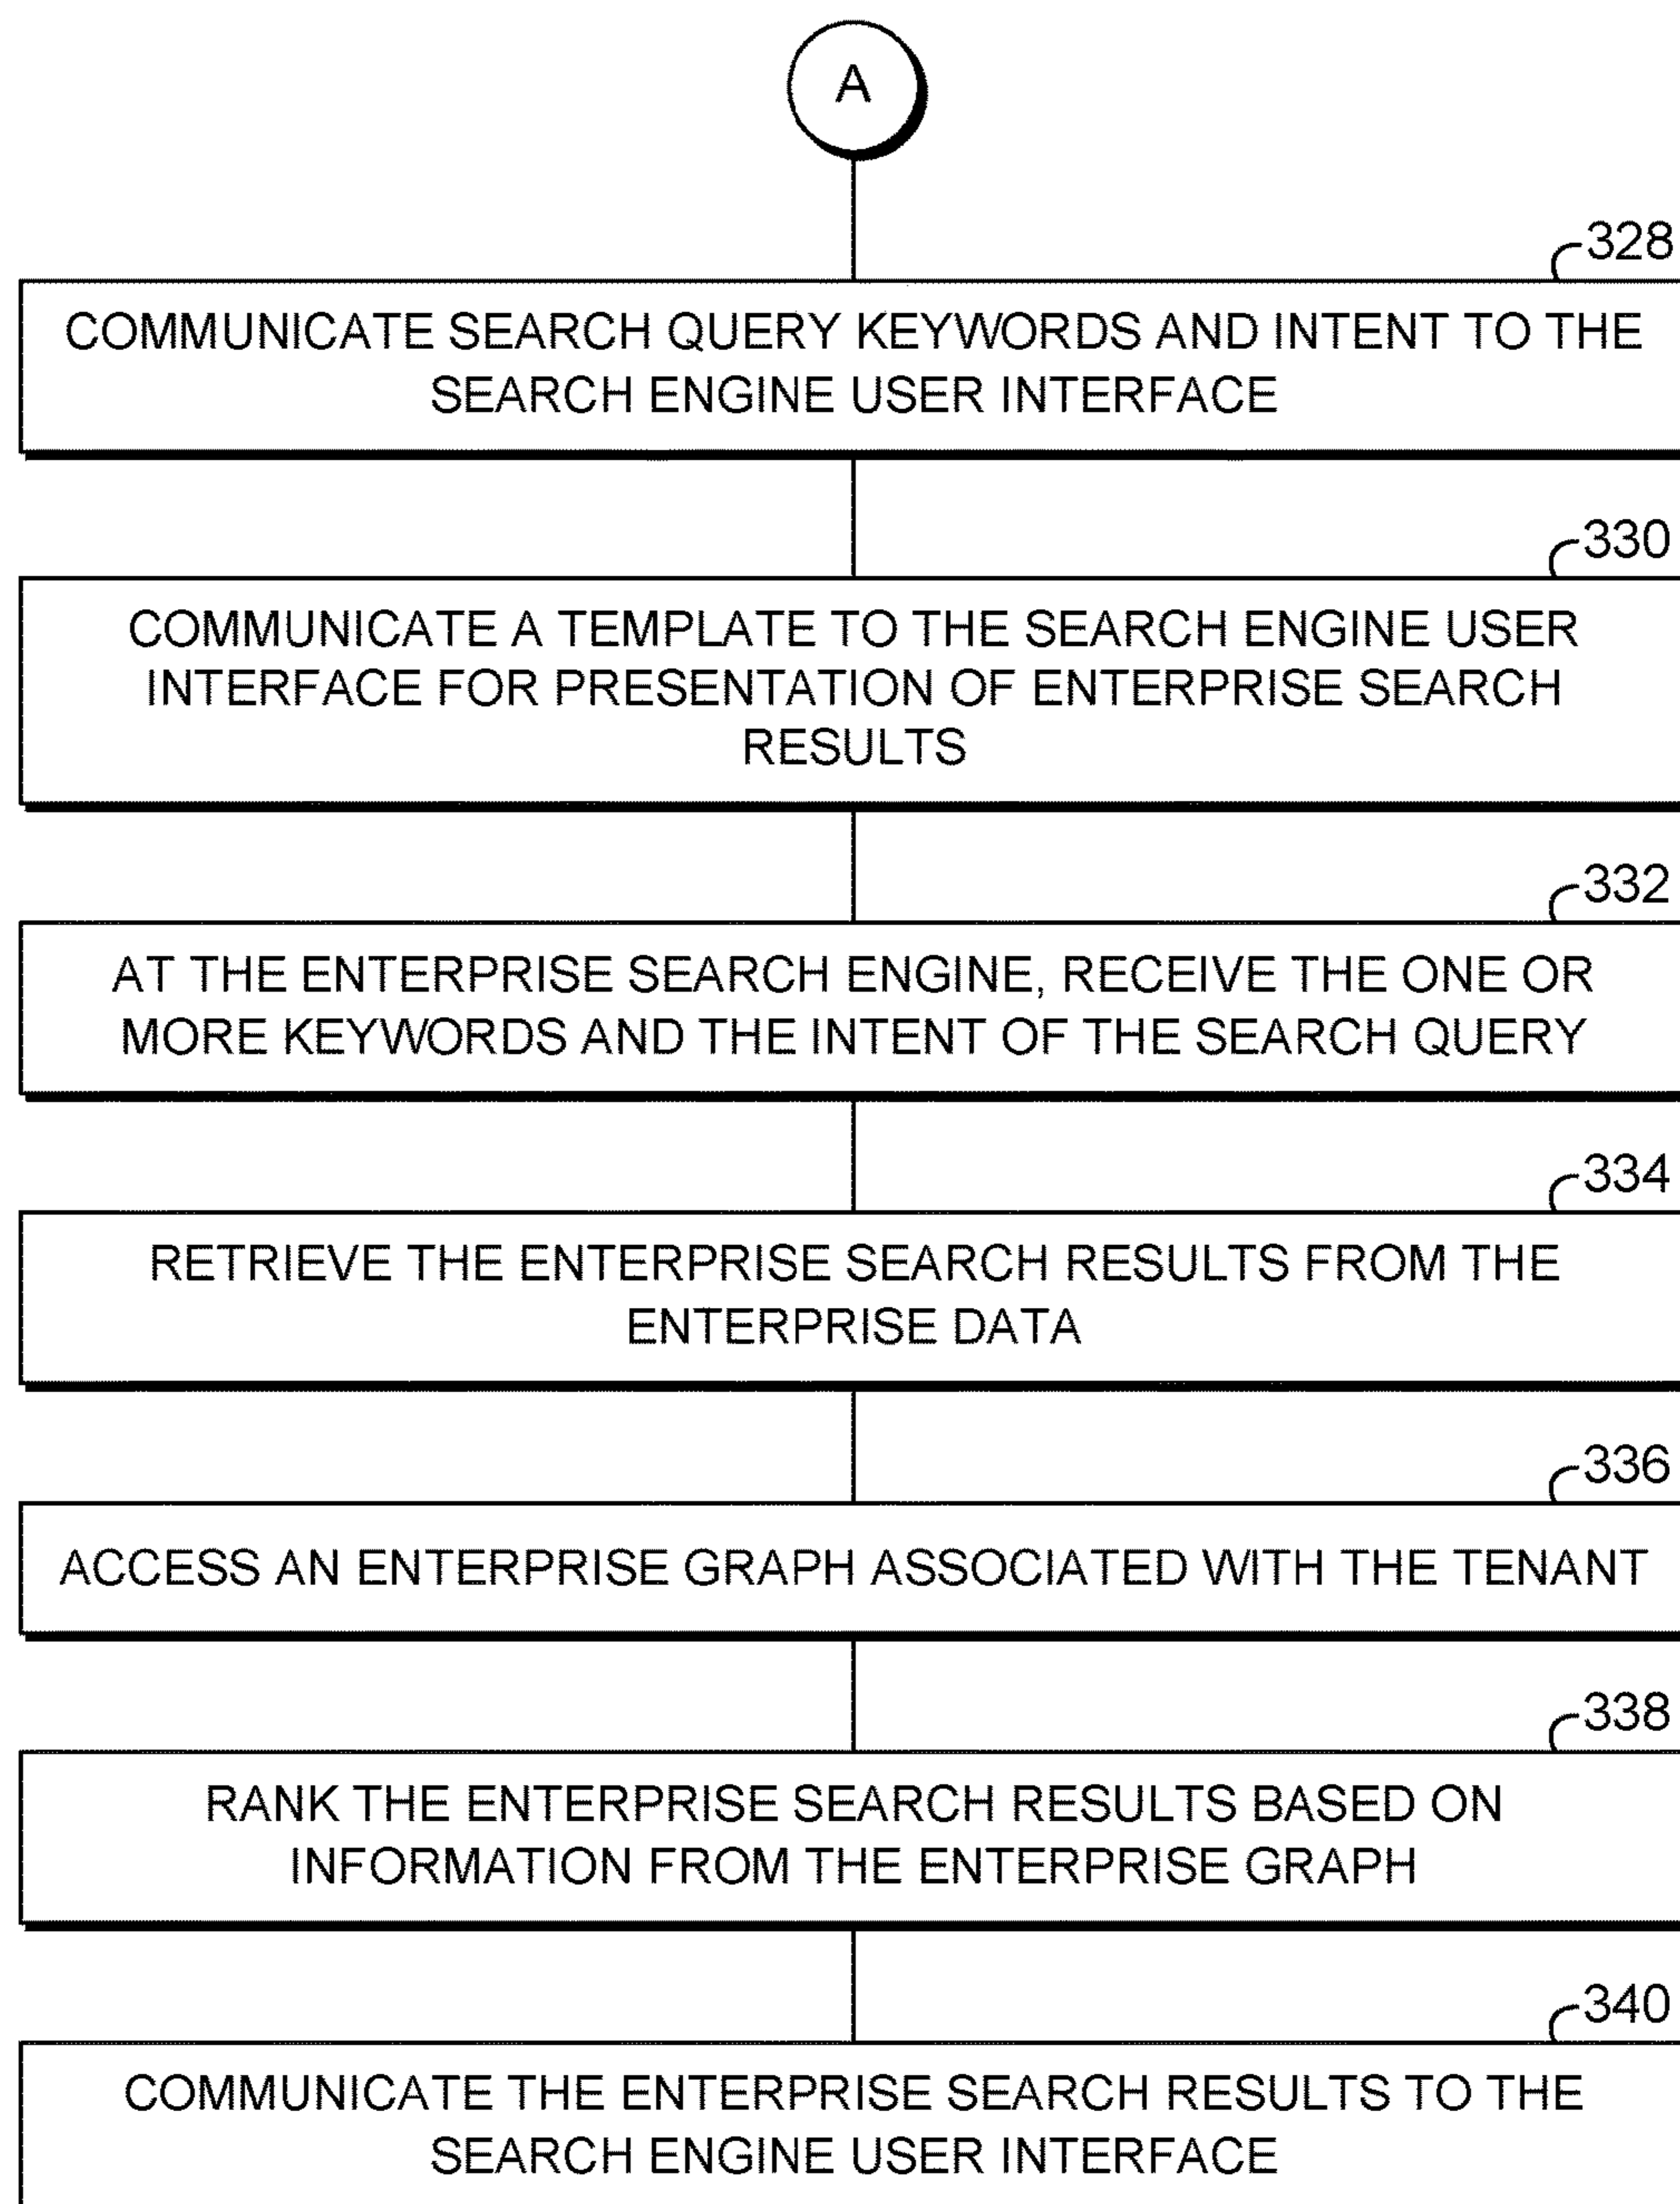 A
328
COMMUNICATE SEARCH QUERY KEYWORDS AND INTENT TO THE
SEARCH ENGINE USER INTERFACE
330
COMMUNICATE A TEMPLATE TO THE SEARCH ENGINE USER
INTERFACE FOR PRESENTATION OF ENTERPRISE SEARCH
RESULTS
332
AT THE ENTERPRISE SEARCH ENGINE, RECEIVE THE ONE OR
MORE KEYWORDS AND THE INTENT OF THE SEARCH QUERY
334
RETRIEVE THE ENTERPRISE SEARCH RESULTS FROM THE
ENTERPRISE DATA
336
ACCESS AN ENTERPRISE GRAPH ASSOCIATED WITH THE TENANT
338
RANK THE ENTERPRISE SEARCH RESULTS BASED ON
INFORMATION FROM THE ENTERPRISE GRAPH
340
COMMUNICATE THE ENTERPRISE SEARCH RESULTS TO THE
SEARCH ENGINE USER INTERFACE